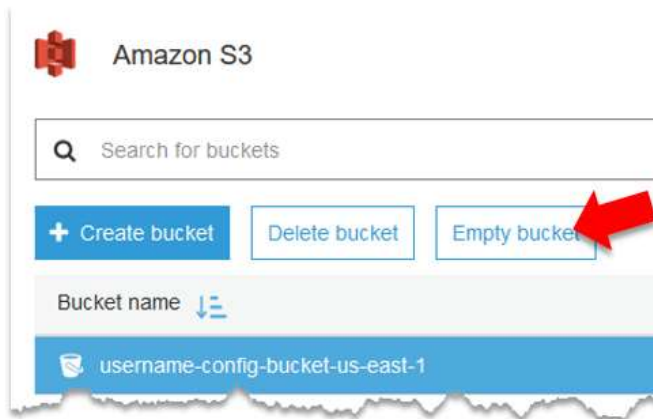 Amazon S3
Search for buckets
+ Create bucket Delete bucket Empty bucket
Bucket name
username-config-bucket-us-east-1